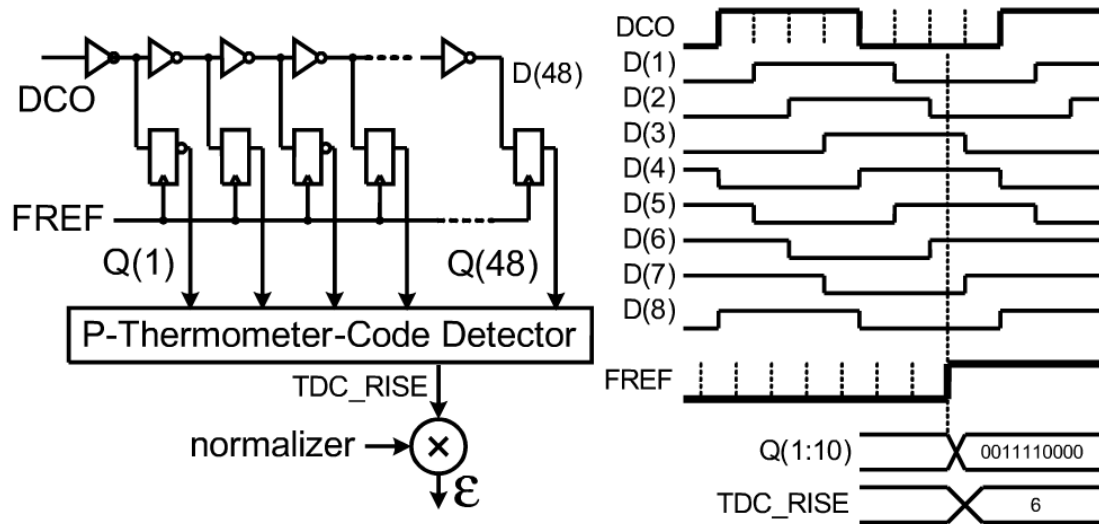 DCO
D(48)
FREF
Q(1)
Q(48)
P-Thermometer-Code Detector
TDC_RISE
normalizer
×
ε
DCO
D(1)
D(2)
D(3)
D(4)
D(5)
D(6)
D(7)
D(8)
FREF
Q(1:10)
0011110000
TDC_RISE
6